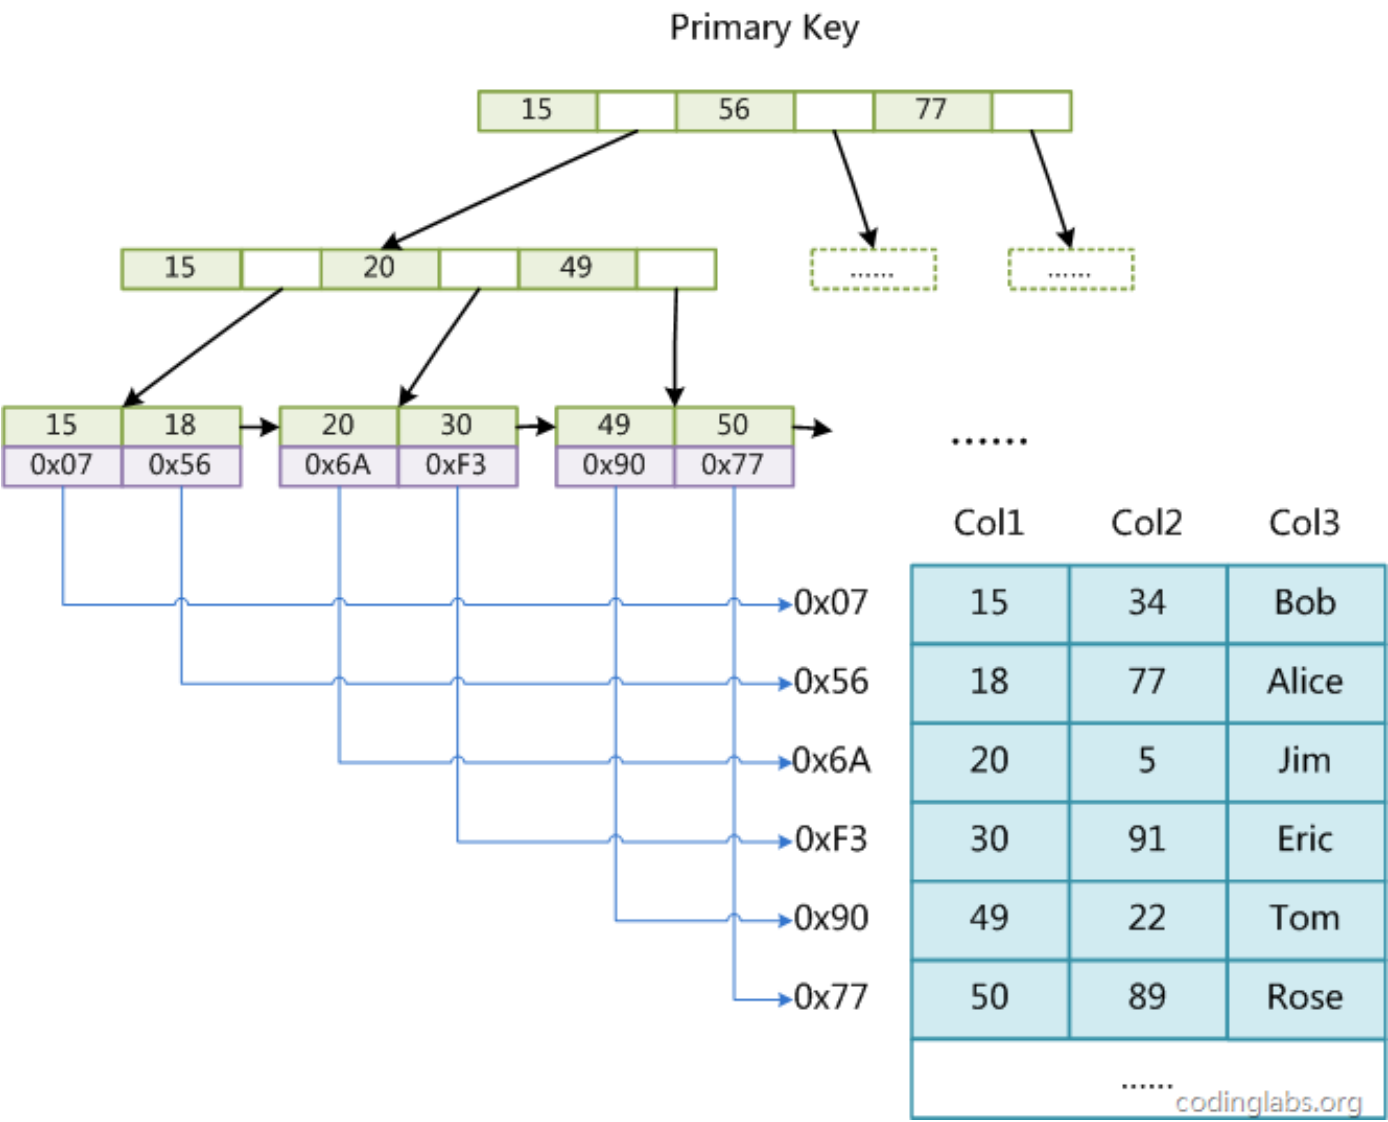 Primary Key
15 56 77
15 20 49
...... ......
15 18 20 30 49 50
0x07 0x56 0x6A 0xF3 0x90 0x77
......
Col1 Col2 Col3
0x07 15 34 Bob
0x56 18 77 Alice
0x6A 20 5 Jim
0xF3 30 91 Eric
0x90 49 22 Tom
0x77 50 89 Rose
......
codinglabs.org